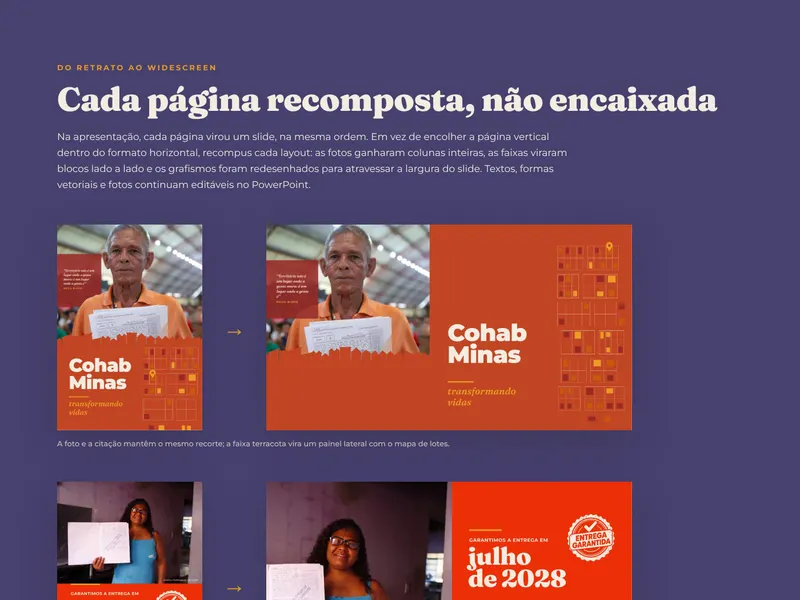 DO RETRATO AO WIDESCREEN
Cada página recomposta, não encaixada
Na apresentação, cada página virou um slide, na mesma ordem. Em vez de encolher a página vertical
dentro do formato horizontal, recompus cada layout: as fotos ganharam colunas inteiras, as faixas viraram
blocos lado a lado e os grafismos foram redesenhados para atravessar a largura do slide. Textos, formas
vetoriais e fotos continuam editáveis no PowerPoint.
Cohab
Minas
transformando
vidas
→
Cohab
Minas
transformando
vidas
A foto e a citação mantêm o mesmo recorte; a faixa terracota vira um painel lateral com o mapa de lotes.
GARANTIMOS A ENTREGA EM
→
GARANTIMOS A ENTREGA EM
julho
de 2028
ENTREGA
GARANTIDA